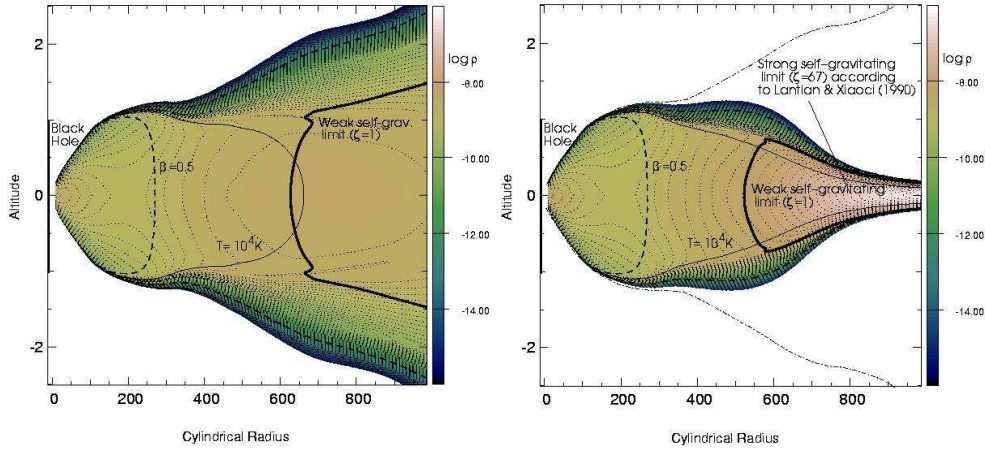 2
0
-2
Altitude
0
200
400
600
800
Cylindrical Radius
Black
Hole
β=0.5
T= 10⁴K
Weak self-grav.
limit (ζ=1)
log ρ
-8.00
-10.00
-12.00
-14.00
2
0
-2
Altitude
0
200
400
600
800
Cylindrical Radius
Black
Hole
β=0.5
T= 10⁴K
Strong self-gravitating
limit (ζ=67) according
to Lantian & Xiaoci (1990)
Weak self-gravitating
limit (ζ=1)
log ρ
-8.00
-10.00
-12.00
-14.00